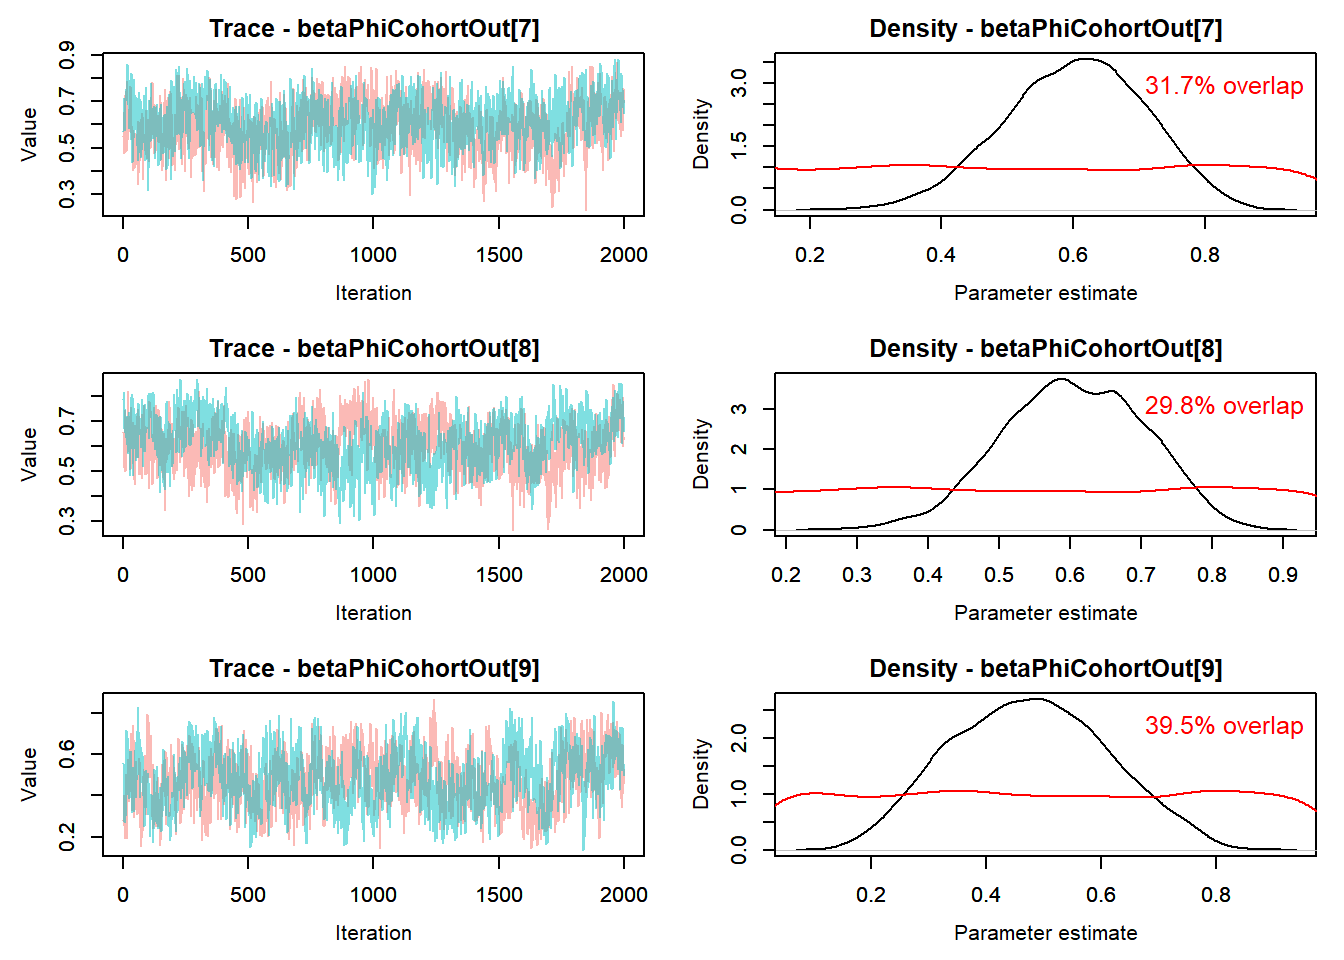 Trace - betaPhiCohortOut[7]
Value
0.3 0.5 0.7 0.9
0 500 1000 1500 2000
Iteration
Density - betaPhiCohortOut[7]
31.7% overlap
Density
0.0 1.5 3.0
0.2 0.4 0.6 0.8
Parameter estimate
Trace - betaPhiCohortOut[8]
Value
0.3 0.5 0.7
0 500 1000 1500 2000
Iteration
Density - betaPhiCohortOut[8]
29.8% overlap
Density
0 1 2 3
0.2 0.3 0.4 0.5 0.6 0.7 0.8 0.9
Parameter estimate
Trace - betaPhiCohortOut[9]
Value
0.2 0.6
0 500 1000 1500 2000
Iteration
Density - betaPhiCohortOut[9]
39.5% overlap
Density
0.0 1.0 2.0
0.2 0.4 0.6 0.8
Parameter estimate